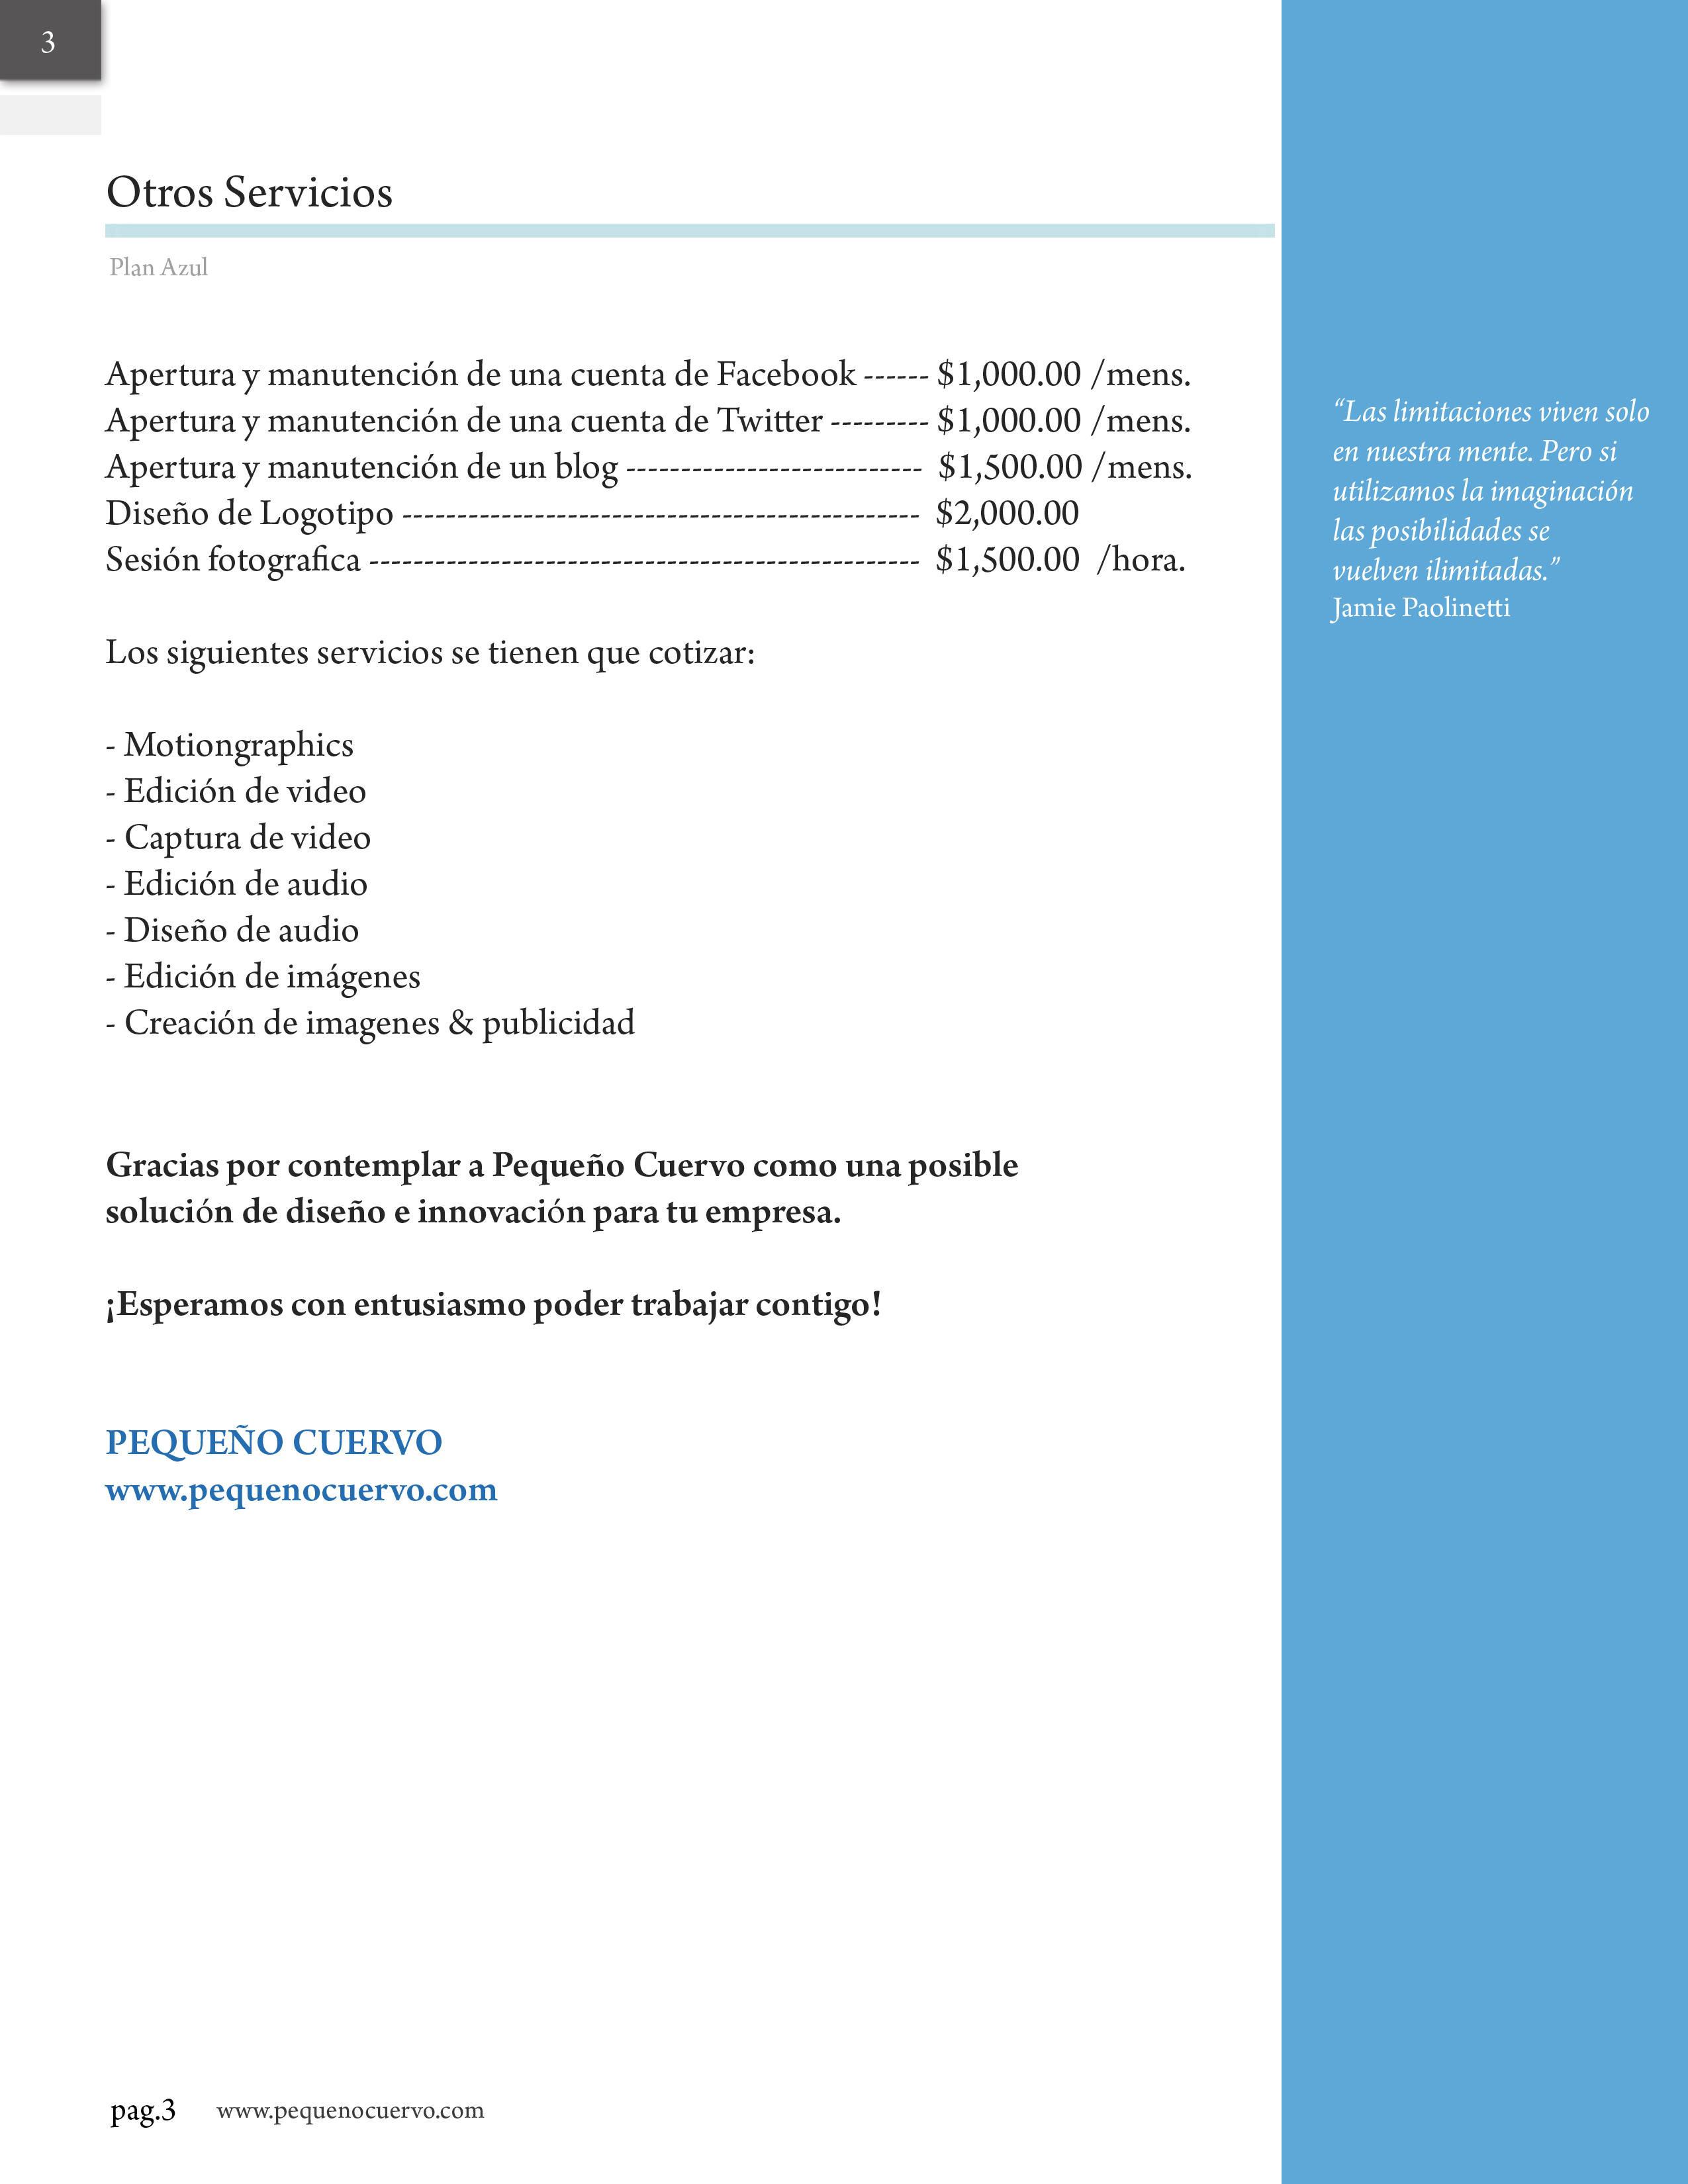 3
Otros Servicios
Plan Azul
Apertura y manutención de una cuenta de Facebook ------ $1,000.00 /mens.
Apertura y manutención de una cuenta de Twitter --------- $1,000.00 /mens.
Apertura y manutención de un blog --------------------------- $1,500.00 /mens.
Diseño de Logotipo ----------------------------------------------- $2,000.00
Sesión fotografica -------------------------------------------------- $1,500.00 /hora.
Los siguientes servicios se tienen que cotizar:
- Motiongraphics
- Edición de video
- Captura de video
- Edición de audio
- Diseño de audio
- Edición de imágenes
- Creación de imagenes & publicidad
Gracias por contemplar a Pequeño Cuervo como una posible
solución de diseño e innovación para tu empresa.
¡Esperamos con entusiasmo poder trabajar contigo!
PEQUEÑO CUERVO
www.pequenocuervo.com
“Las limitaciones viven solo
en nuestra mente. Pero si
utilizamos la imaginación
las posibilidades se
vuelven ilimitadas.”
Jamie Paolinetti
pag.3 www.pequenocuervo.com